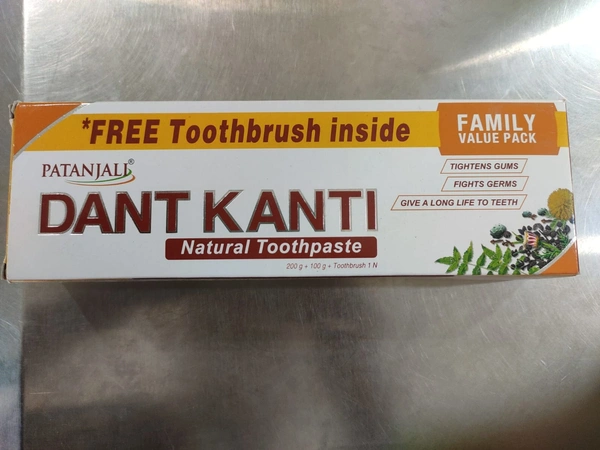 *FREE Toothbrush inside
FAMILY
VALUE PACK
PATANJALI®
DANT KANTI
Natural Toothpaste
200 g + 100 g + Toothbrush 1 N
TIGHTENS GUMS
FIGHTS GERMS
GIVE A LONG LIFE TO TEETH